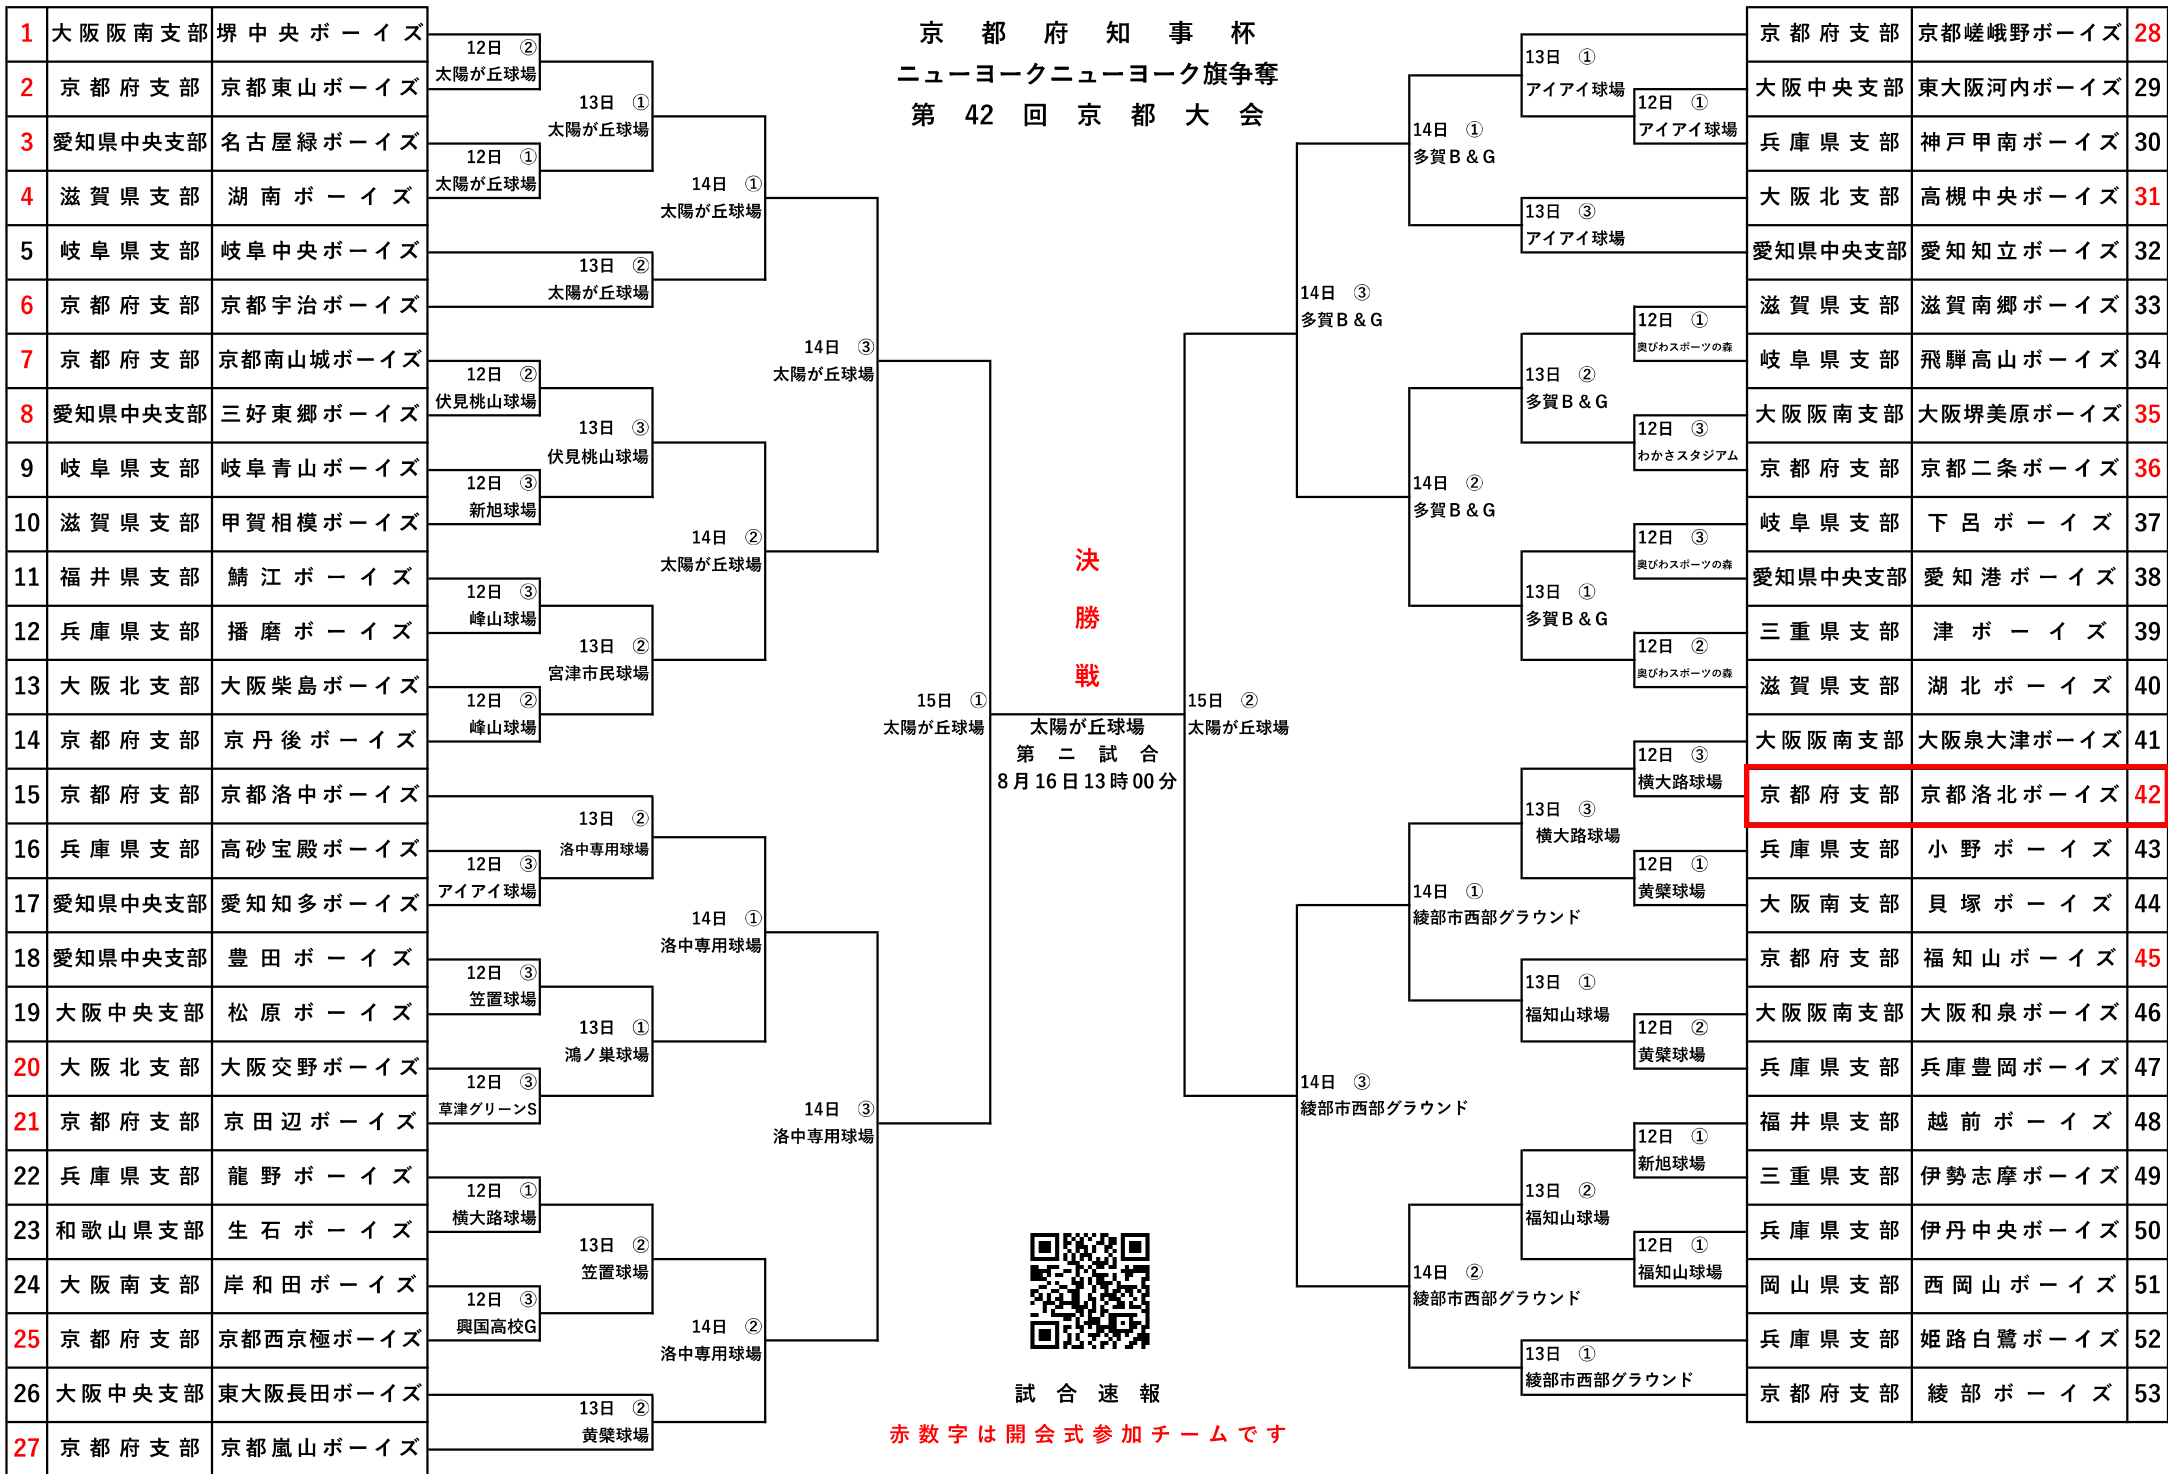 京都府知事杯
ニューヨークニューヨーク旗争奪
第42回京都大会
1 大阪阪南支部 堺中央ボーイズ
2 京都府支部 京都東山ボーイズ
3 愛知県中央支部 名古屋緑ボーイズ
4 滋賀県支部 湖南ボーイズ
5 岐阜県支部 岐阜中央ボーイズ
6 京都府支部 京都宇治ボーイズ
7 京都府支部 京都南山城ボーイズ
8 愛知県中央支部 三好東郷ボーイズ
9 岐阜県支部 岐阜青山ボーイズ
10 滋賀県支部 甲賀相模ボーイズ
11 福井県支部 鯖江ボーイズ
12 兵庫県支部 播磨ボーイズ
13 大阪北支部 大阪柴島ボーイズ
14 京都府支部 京丹後ボーイズ
15 京都府支部 京都洛中ボーイズ
16 兵庫県支部 高砂宝殿ボーイズ
17 愛知県中央支部 愛知知多ボーイズ
18 愛知県中央支部 豊田ボーイズ
19 大阪中央支部 松原ボーイズ
20 大阪北支部 大阪交野ボーイズ
21 京都府支部 京田辺ボーイズ
22 兵庫県支部 龍野ボーイズ
23 和歌山県支部 生石ボーイズ
24 大阪南支部 岸和田ボーイズ
25 京都府支部 京都西京極ボーイズ
26 大阪中央支部 東大阪長田ボーイズ
27 京都府支部 京都嵐山ボーイズ
12日 ②
太陽が丘球場
12日 ①
太陽が丘球場
12日 ②
伏見桃山球場
12日 ③
新旭球場
12日 ③
峰山球場
12日 ②
峰山球場
12日 ③
アイアイ球場
12日 ③
笠置球場
12日 ③
草津グリーンS
12日 ①
横大路球場
12日 ③
興国高校G
13日 ①
太陽が丘球場
13日 ②
太陽が丘球場
13日 ③
伏見桃山球場
13日 ②
宮津市民球場
13日 ②
洛中専用球場
13日 ①
鴻ノ巣球場
13日 ②
笠置球場
13日 ②
黄檗球場
14日 ①
太陽が丘球場
14日 ②
太陽が丘球場
14日 ①
洛中専用球場
14日 ②
洛中専用球場
14日 ③
太陽が丘球場
14日 ③
洛中専用球場
15日 ①
太陽が丘球場
決
勝
戦
太陽が丘球場
第二試合
8月16日13時00分
15日 ②
太陽が丘球場
14日 ③
多賀B&G
14日 ③
綾部市西部グラウンド
14日 ①
多賀B&G
14日 ②
多賀B&G
14日 ①
綾部市西部グラウンド
14日 ②
綾部市西部グラウンド
13日 ①
アイアイ球場
13日 ③
アイアイ球場
13日 ②
多賀B&G
13日 ①
多賀B&G
13日 ③
横大路球場
13日 ①
福知山球場
13日 ②
福知山球場
13日 ①
綾部市西部グラウンド
12日 ①
アイアイ球場
12日 ①
奥びわスポーツの森
12日 ③
わかさスタジアム
12日 ③
奥びわスポーツの森
12日 ②
奥びわスポーツの森
12日 ③
横大路球場
12日 ①
黄檗球場
12日 ②
黄檗球場
12日 ①
新旭球場
12日 ①
福知山球場
京都府支部 京都嵯峨野ボーイズ 28
大阪中央支部 東大阪河内ボーイズ 29
兵庫県支部 神戸甲南ボーイズ 30
大阪北支部 高槻中央ボーイズ 31
愛知県中央支部 愛知知立ボーイズ 32
滋賀県支部 滋賀南郷ボーイズ 33
岐阜県支部 飛騨高山ボーイズ 34
大阪阪南支部 大阪堺美原ボーイズ 35
京都府支部 京都二条ボーイズ 36
岐阜県支部 下呂ボーイズ 37
愛知県中央支部 愛知港ボーイズ 38
三重県支部 津ボーイズ 39
滋賀県支部 湖北ボーイズ 40
大阪阪南支部 大阪泉大津ボーイズ 41
京都府支部 京都洛北ボーイズ 42
兵庫県支部 小野ボーイズ 43
大阪南支部 貝塚ボーイズ 44
京都府支部 福知山ボーイズ 45
大阪阪南支部 大阪和泉ボーイズ 46
兵庫県支部 兵庫豊岡ボーイズ 47
福井県支部 越前ボーイズ 48
三重県支部 伊勢志摩ボーイズ 49
兵庫県支部 伊丹中央ボーイズ 50
岡山県支部 西岡山ボーイズ 51
兵庫県支部 姫路白鷺ボーイズ 52
京都府支部 綾部ボーイズ 53
試合速報
赤数字は開会式参加チームです